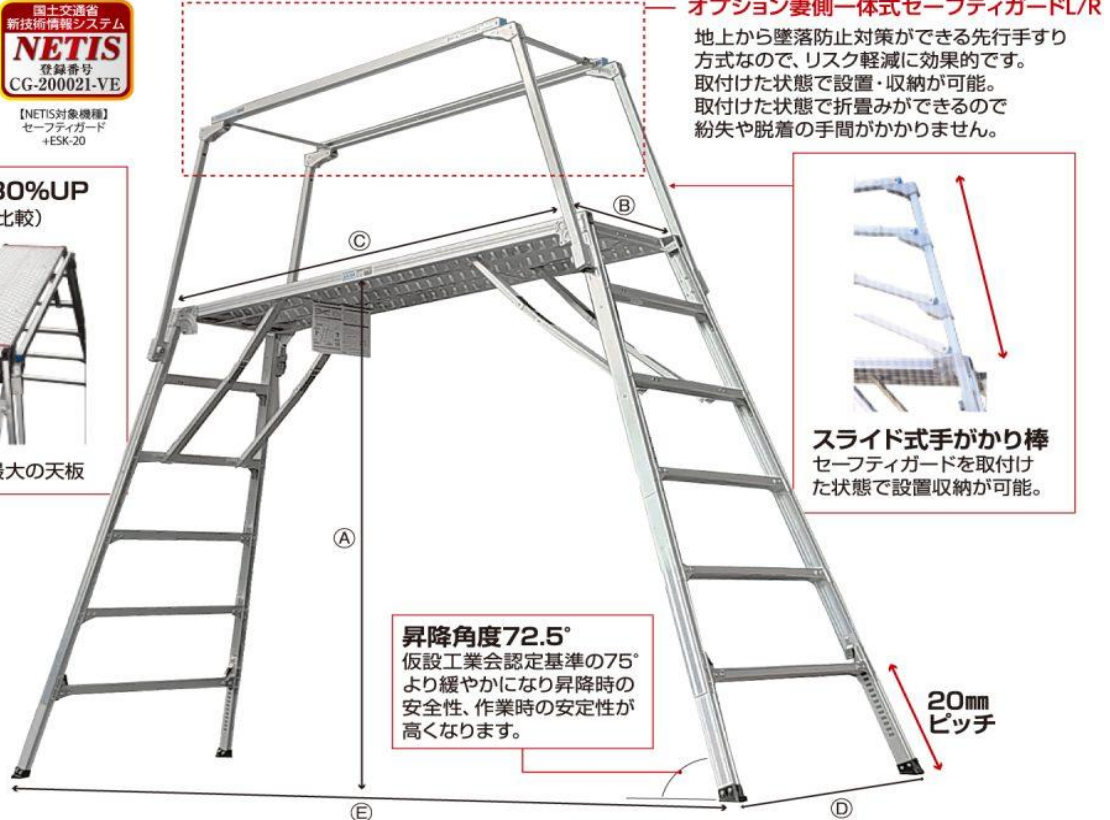 国土交通省
新技術情報システム
NETIS
登録番号
CG-200021-VE
【NETIS対象機種】
セーフティガード
+ESK-20
オプション妻側一体式セーフティガードL/R
地上から墜落防止対策ができる先行手すり
方式なので、リスク軽減に効果的です。
取付けた状態で設置・収納が可能。
取付けた状態で折畳みができるので
紛失や脱着の手間がかかりません。
30%UP
比較）
最大の天板
Ⓒ
Ⓑ
Ⓐ
スライド式手がかり棒
セーフティガードを取付け
た状態で設置収納が可能。
昇降角度72.5°
仮設工業会認定基準の75°
より緩やかになり昇降時の
安全性、作業時の安定性が
高くなります。
20㎜
ピッチ
Ⓔ
Ⓓ